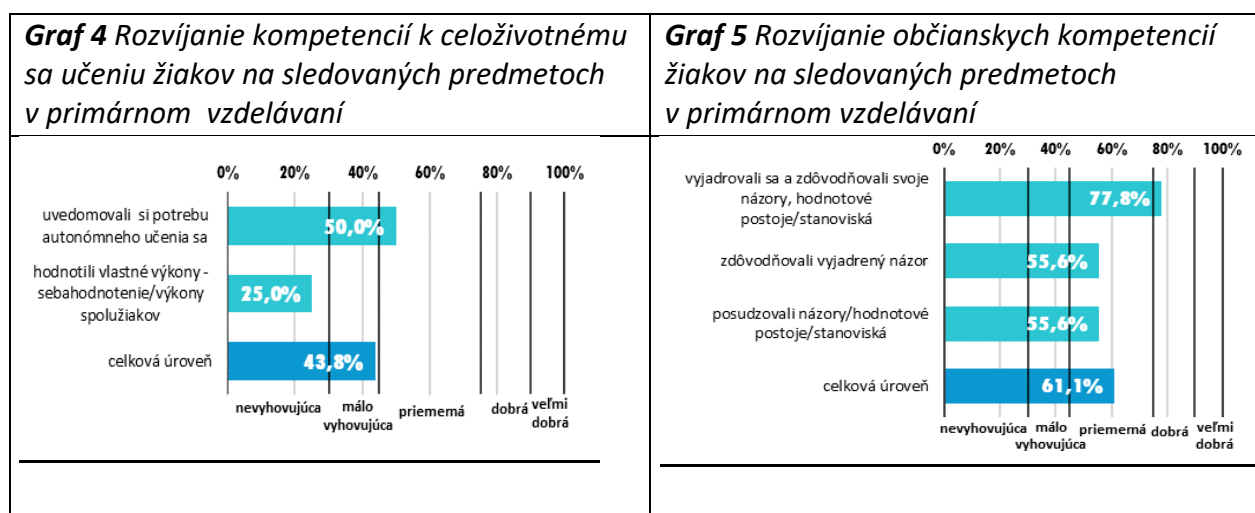 Graf 4 Rozvíjanie kompetencií k celoživotnému
sa učeniu žiakov na sledovaných predmetoch
v primárnom  vzdelávaní
0% 20% 40% 60% 80% 100%
uvedomovali  si potrebu
autonómneho učenia sa
50,0%
hodnotili vlastné výkony -
sebahodnotenie/výkony
spolužiakov
25,0%
celková úroveň
43,8%
nevyhovujúca málo priememá dobrá veľmi
vyhovujúca dobrá
Graf 5 Rozvíjanie občianskych kompetencií
žiakov na sledovaných predmetoch
v primárnom vzdelávaní
0% 20% 40% 60% 80% 100%
vyjadrovali sa a zdôvodňovali svoje
názory, hodnotové
postoje/stanoviská
77,8%
zdôvodňovali vyjadrený názor
55,6%
posudzovali názory/hodnotové
postoje/stanoviská
55,6%
celková úroveň
61,1%
nevyhovujúca málo priememá dobrá veľmi
vyhovujúca dobrá